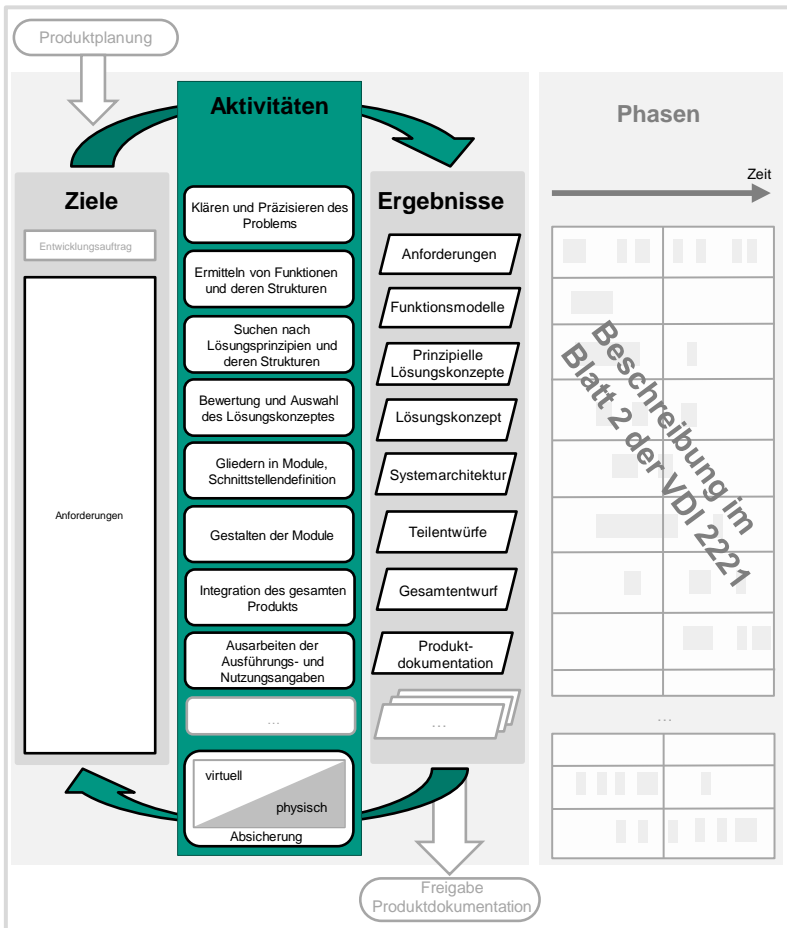 Produktplanung
Aktivitäten
Phasen
Zeit
Ziele
Ergebnisse
Entwicklungsauftrag
Anforderungen
Klären und Präzisieren des
Problems
Ermitteln von Funktionen
und deren Strukturen
Suchen nach
Lösungsprinzipien und
deren Strukturen
Bewertung und Auswahl
des Lösungskonzeptes
Gliedern in Module,
Schnittstellendefinition
Gestalten der Module
Integration des gesamten
Produkts
Ausarbeiten der
Ausführungs- und
Nutzungsangaben
...
virtuell
physisch
Absicherung
Anforderungen
Funktionsmodelle
Prinzipielle
Lösungskonzepte
Lösungskonzept
Systemarchitektur
Teilentwürfe
Gesamtentwurf
Produkt-
dokumentation
...
Beschreibung im
Blatt 2 der VDI 2221
...
Freigabe
Produktdokumentation